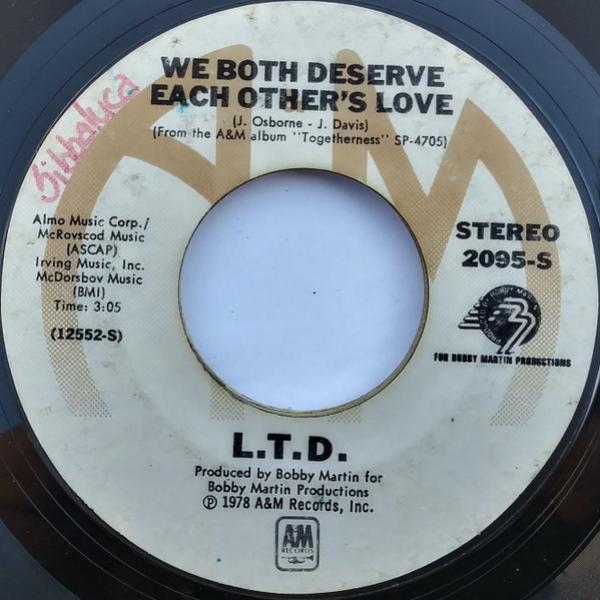 WE BOTH DESERVE
EACH OTHER'S LOVE
(J. Osborne - J. Davis)
(From the A&M album "Togetherness" SP-4705)
Sibbaluca
Almo Music Corp./
McRovscod Music
(ASCAP)
Irving Music, Inc.
McDorsbov Music
(BMI)
Time: 3:05
(12552-S)
STEREO
2095-S
FOR BOBBY MARTIN PRODUCTIONS
L.T.D.
Produced by Bobby Martin for
Bobby Martin Productions
℗ 1978 A&M Records, Inc.
A&M
RECORDS